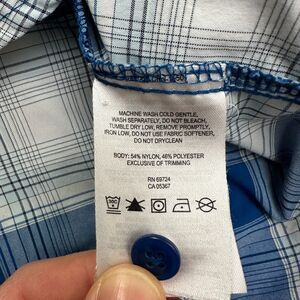 MACHINE WASH COLD GENTLE,
WASH SEPARATELY, DO NOT BLEACH,
TUMBLE DRY LOW, REMOVE PROMPTLY,
IRON LOW, DO NOT USE FABRIC SOFTENER,
DO NOT DRYCLEAN
BODY: 54% NYLON, 46% POLYESTER
EXCLUSIVE OF TRIMMING
RN 69724
CA 05367